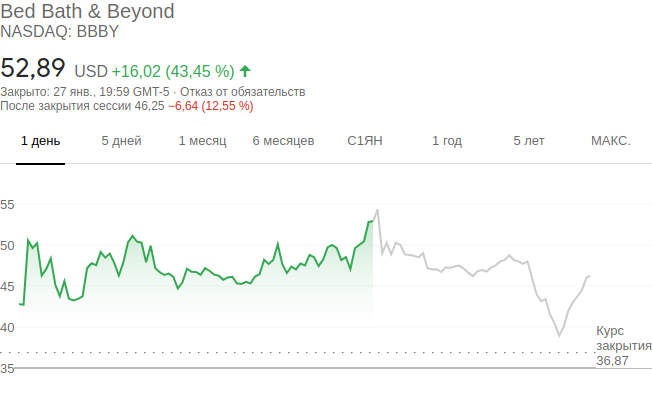 Bed Bath & Beyond
NASDAQ: BBBY
52,89 USD +16,02 (43,45 %)
Закрыто: 27 янв., 19:59 GMT-5 · Отказ от обязательств
После закрытия сессии 46,25 −6,64 (12,55 %)
1 день 5 дней 1 месяц 6 месяцев С1ЯН 1 год 5 лет МАКС.
55
50
45
40
Курс
закрытия
36,87
35